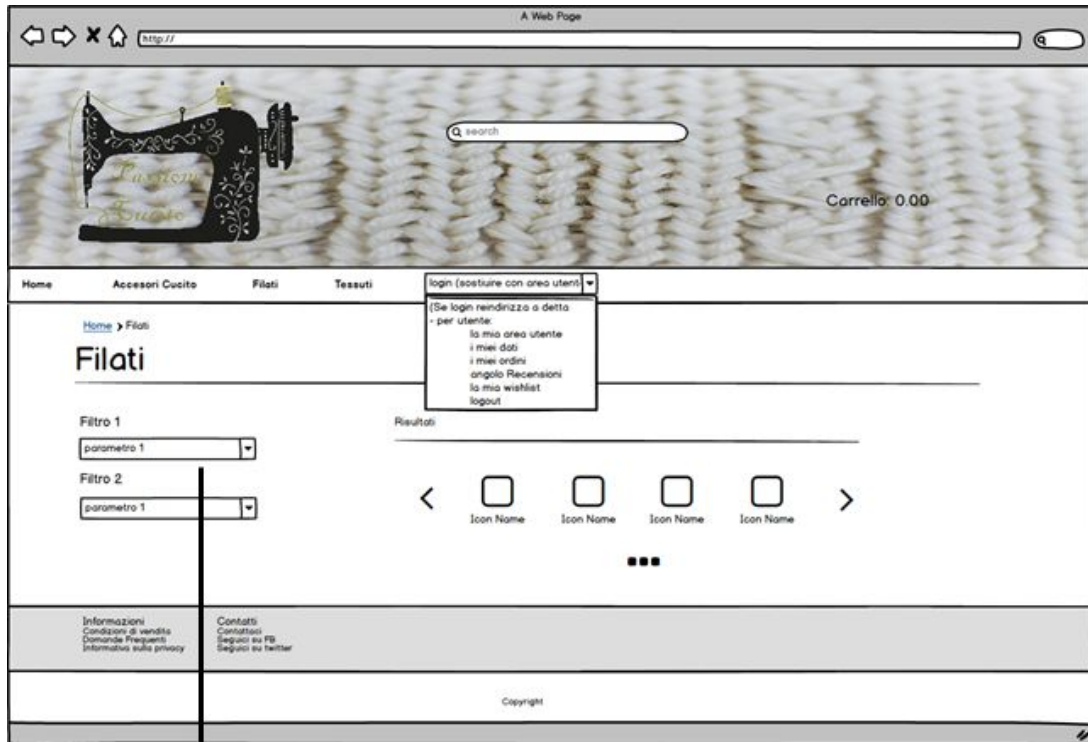 A Web Page
http://
search
Passione
Cucito
Carrello: 0.00
Home Accesori Cucito Filati Tessuti login (sostiuire con area utent
(Se login reindirizzo a detta
- per utente:
la mia area utente
i miei dati
i miei ordini
angolo Recensioni
la mia wishlist
logout
Home > Filati
Filati
Filtro 1
parametro 1
Filtro 2
parametro 1
Risultati
Icon Name Icon Name Icon Name Icon Name
Informazioni
Condizioni di vendita
Domande Frequenti
Informativa sulla privacy
Contatti
Contattaci
Seguici su FB
Seguici su twitter
Copyright